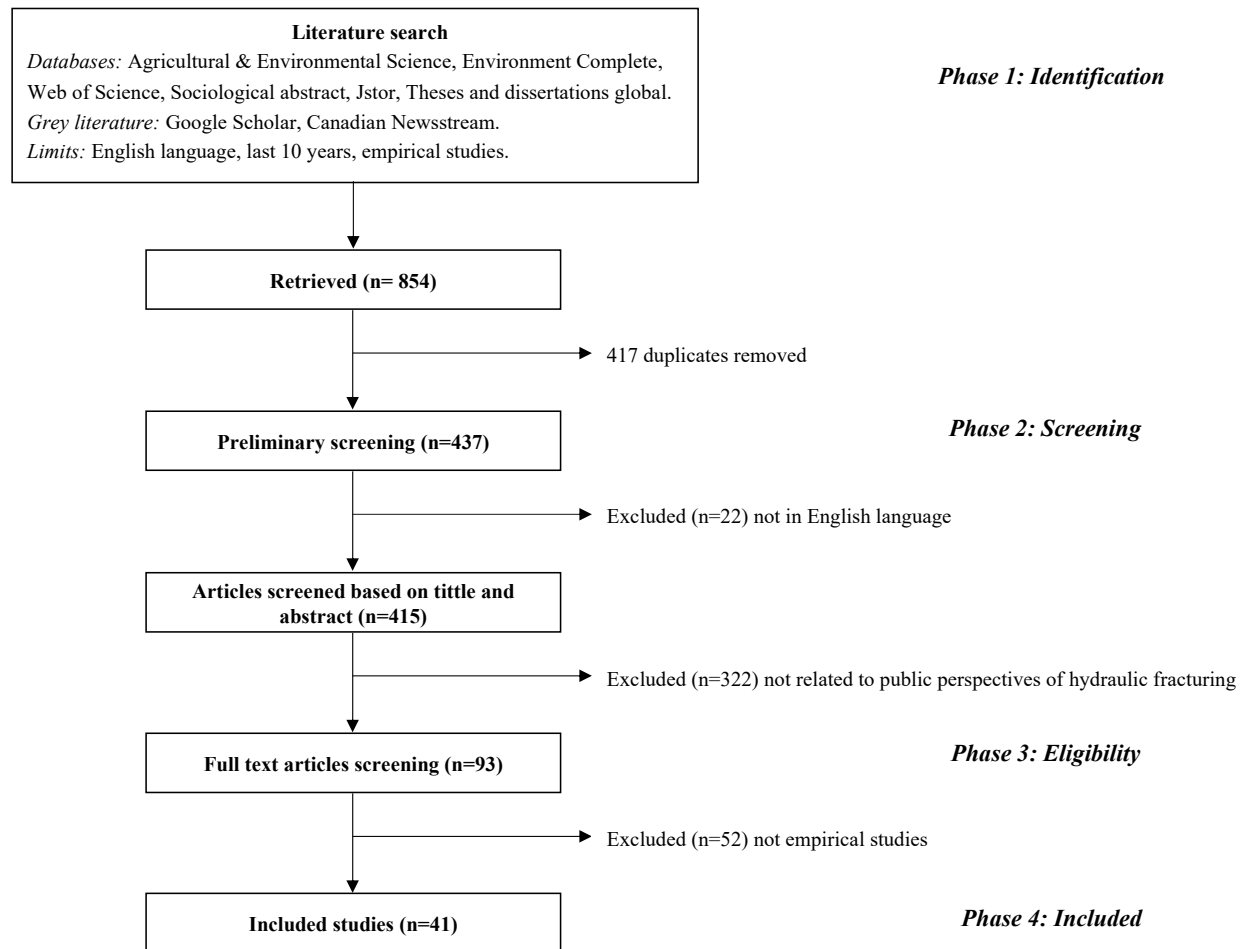 Literature search
Databases: Agricultural & Environmental Science, Environment Complete,
Web of Science, Sociological abstract, Jstor, Theses and dissertations global.
Grey literature: Google Scholar, Canadian Newsstream.
Limits: English language, last 10 years, empirical studies.
Phase 1: Identification
Retrieved (n= 854)
417 duplicates removed
Preliminary screening (n=437)
Phase 2: Screening
Excluded (n=22) not in English language
Articles screened based on tittle and
abstract (n=415)
Excluded (n=322) not related to public perspectives of hydraulic fracturing
Full text articles screening (n=93)
Phase 3: Eligibility
Excluded (n=52) not empirical studies
Included studies (n=41)
Phase 4: Included